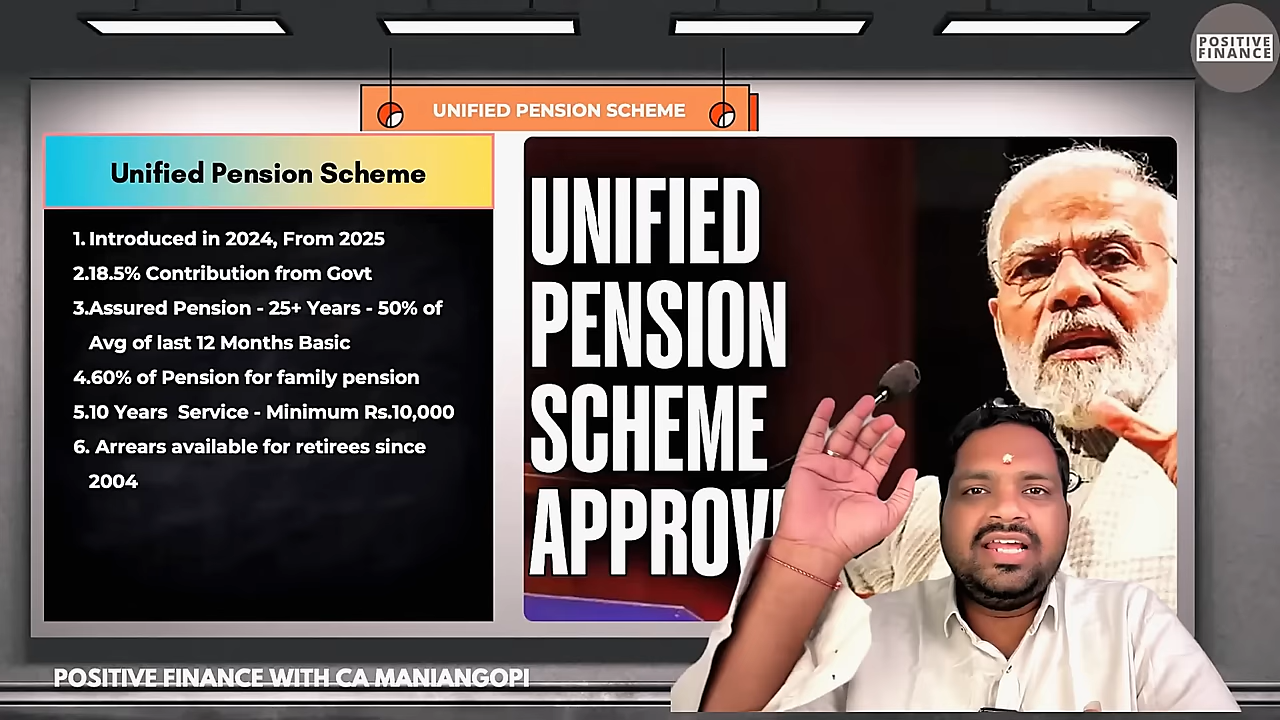 POSITIVE
FINANCE
UNIFIED PENSION SCHEME
Unified Pension Scheme
1. Introduced in 2024, From 2025
2.18.5% Contribution from Govt
3.Assured Pension - 25+ Years - 50% of
Avg of last 12 Months Basic
4.60% of Pension for family pension
5.10 Years Service - Minimum Rs.10,000
6. Arrears available for retirees since
2004
UNIFIED
PENSION
SCHEME
APPROV
POSITIVE FINANCE WITH CA MANIANGOPI